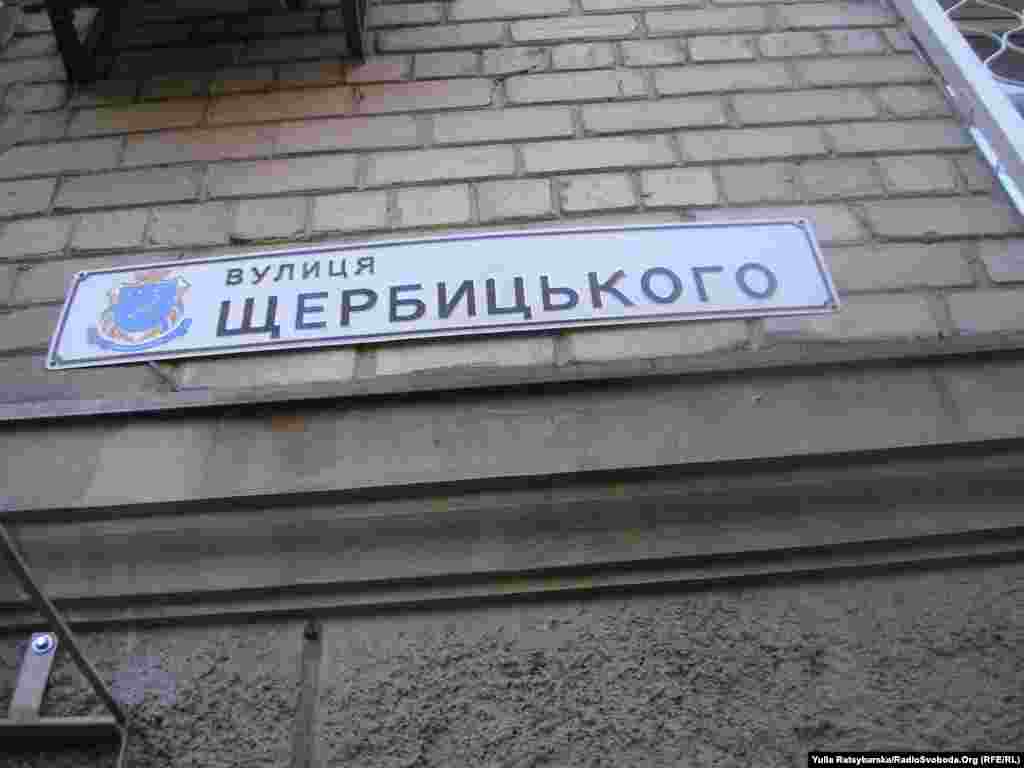 ВУЛИЦЯ
ЩЕРБИЦЬКОГО
Yulia Ratsybarska/RadioSvoboda.Org (RFE/RL)